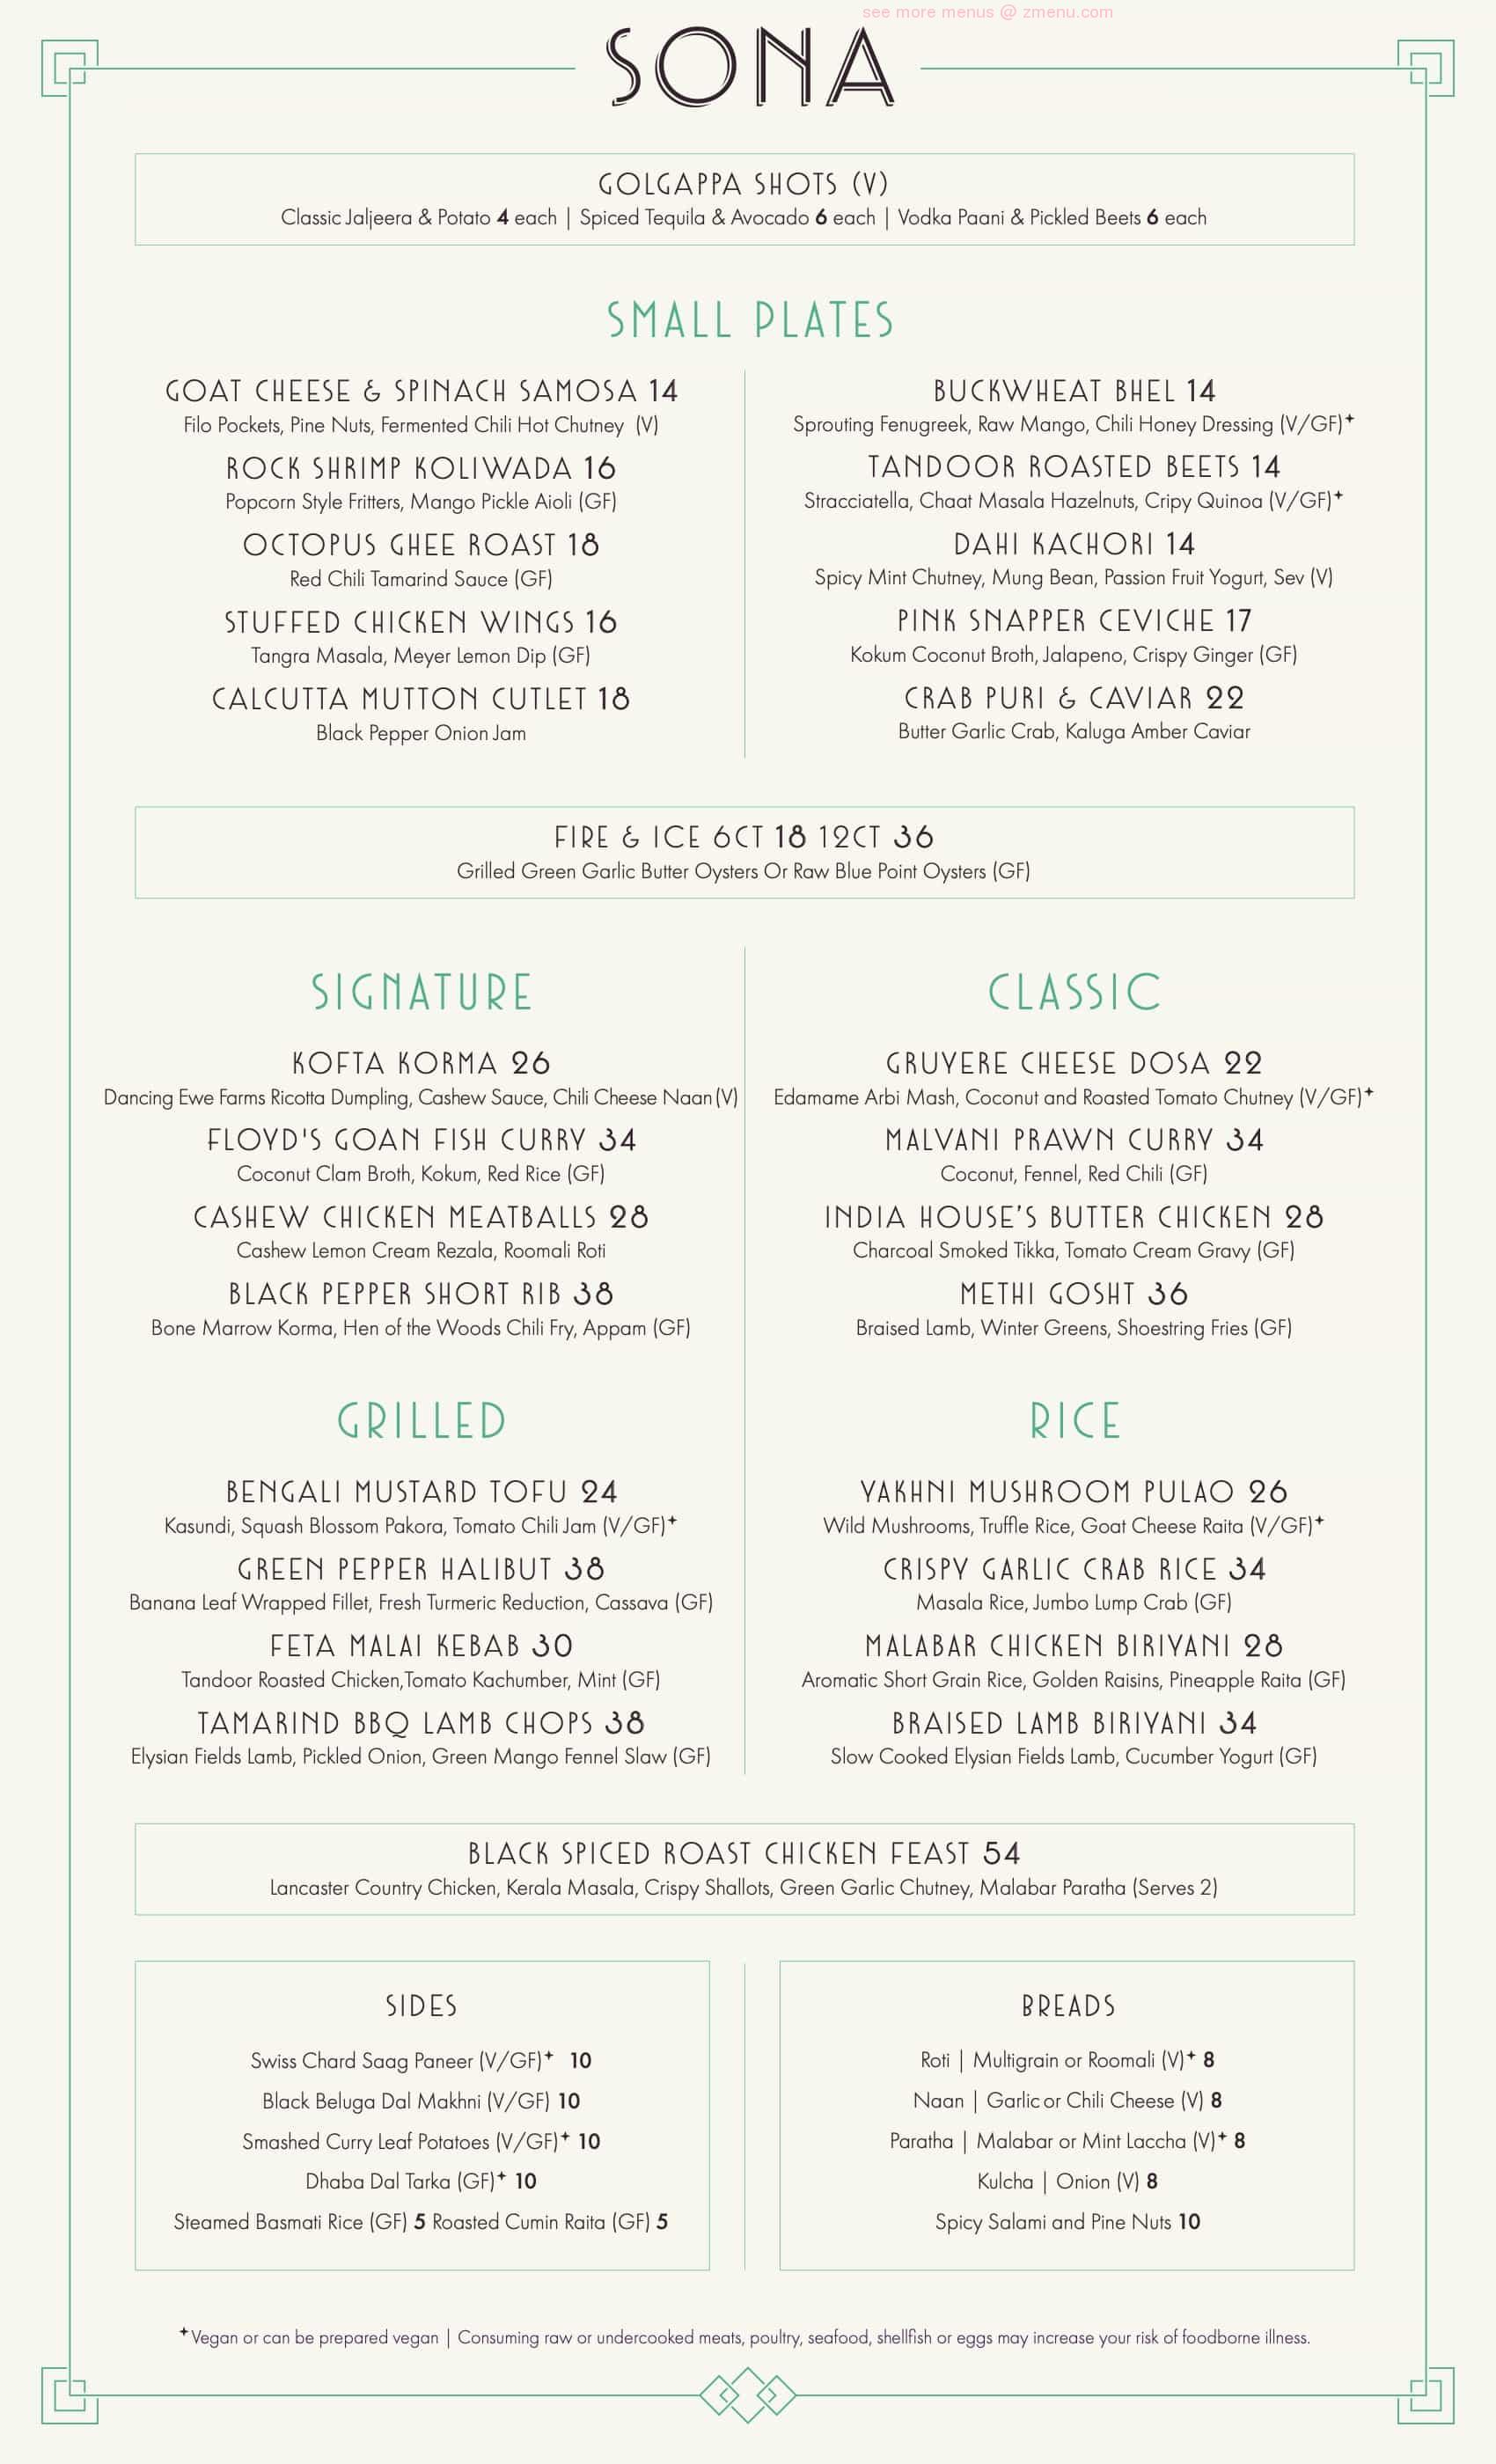 see more menus @ zmenu.com
SONA
GOLGAPPA SHOTS (V)
Classic Jaljeera & Potato 4 each | Spiced Tequila & Avocado 6 each | Vodka Paani & Pickled Beets 6 each
SMALL PLATES
GOAT CHEESE & SPINACH SAMOSA 14
Filo Pockets, Pine Nuts, Fermented Chili Hot Chutney (V)
ROCK SHRIMP KOLIWADA 16
Popcorn Style Fritters, Mango Pickle Aioli (GF)
OCTOPUS GHEE ROAST 18
Red Chili Tamarind Sauce (GF)
STUFFED CHICKEN WINGS 16
Tangra Masala, Meyer Lemon Dip (GF)
CALCUTTA MUTTON CUTLET 18
Black Pepper Onion Jam
BUCKWHEAT BHEL 14
Sprouting Fenugreek, Raw Mango, Chili Honey Dressing (V/GF)✦
TANDOOR ROASTED BEETS 14
Stracciatella, Chaat Masala Hazelnuts, Cripy Quinoa (V/GF)✦
DAHI KACHORI 14
Spicy Mint Chutney, Mung Bean, Passion Fruit Yogurt, Sev (V)
PINK SNAPPER CEVICHE 17
Kokum Coconut Broth, Jalapeno, Crispy Ginger (GF)
CRAB PURI & CAVIAR 22
Butter Garlic Crab, Kaluga Amber Caviar
FIRE & ICE 6CT 18 12CT 36
Grilled Green Garlic Butter Oysters Or Raw Blue Point Oysters (GF)
SIGNATURE
KOFTA KORMA 26
Dancing Ewe Farms Ricotta Dumpling, Cashew Sauce, Chili Cheese Naan (V)
FLOYD'S GOAN FISH CURRY 34
Coconut Clam Broth, Kokum, Red Rice (GF)
CASHEW CHICKEN MEATBALLS 28
Cashew Lemon Cream Rezala, Roomali Roti
BLACK PEPPER SHORT RIB 38
Bone Marrow Korma, Hen of the Woods Chili Fry, Appam (GF)
CLASSIC
GRUYERE CHEESE DOSA 22
Edamame Arbi Mash, Coconut and Roasted Tomato Chutney (V/GF)✦
MALVANI PRAWN CURRY 34
Coconut, Fennel, Red Chili (GF)
INDIA HOUSE'S BUTTER CHICKEN 28
Charcoal Smoked Tikka, Tomato Cream Gravy (GF)
METHI GOSHT 36
Braised Lamb, Winter Greens, Shoestring Fries (GF)
GRILLED
BENGALI MUSTARD TOFU 24
Kasundi, Squash Blossom Pakora, Tomato Chili Jam (V/GF)✦
GREEN PEPPER HALIBUT 38
Banana Leaf Wrapped Fillet, Fresh Turmeric Reduction, Cassava (GF)
FETA MALAI KEBAB 30
Tandoor Roasted Chicken,Tomato Kachumber, Mint (GF)
TAMARIND BBQ LAMB CHOPS 38
Elysian Fields Lamb, Pickled Onion, Green Mango Fennel Slaw (GF)
RICE
YAKHNI MUSHROOM PULAO 26
Wild Mushrooms, Truffle Rice, Goat Cheese Raita (V/GF)✦
CRISPY GARLIC CRAB RICE 34
Masala Rice, Jumbo Lump Crab (GF)
MALABAR CHICKEN BIRIYANI 28
Aromatic Short Grain Rice, Golden Raisins, Pineapple Raita (GF)
BRAISED LAMB BIRIYANI 34
Slow Cooked Elysian Fields Lamb, Cucumber Yogurt (GF)
BLACK SPICED ROAST CHICKEN FEAST 54
Lancaster Country Chicken, Kerala Masala, Crispy Shallots, Green Garlic Chutney, Malabar Paratha (Serves 2)
SIDES
Swiss Chard Saag Paneer (V/GF)✦ 10
Black Beluga Dal Makhni (V/GF) 10
Smashed Curry Leaf Potatoes (V/GF)✦ 10
Dhaba Dal Tarka (GF)✦ 10
Steamed Basmati Rice (GF) 5 Roasted Cumin Raita (GF) 5
BREADS
Roti | Multigrain or Roomali (V)✦ 8
Naan | Garlic or Chili Cheese (V) 8
Paratha | Malabar or Mint Laccha (V)✦ 8
Kulcha | Onion (V) 8
Spicy Salami and Pine Nuts 10
✦Vegan or can be prepared vegan | Consuming raw or undercooked meats, poultry, seafood, shellfish or eggs may increase your risk of foodborne illness.